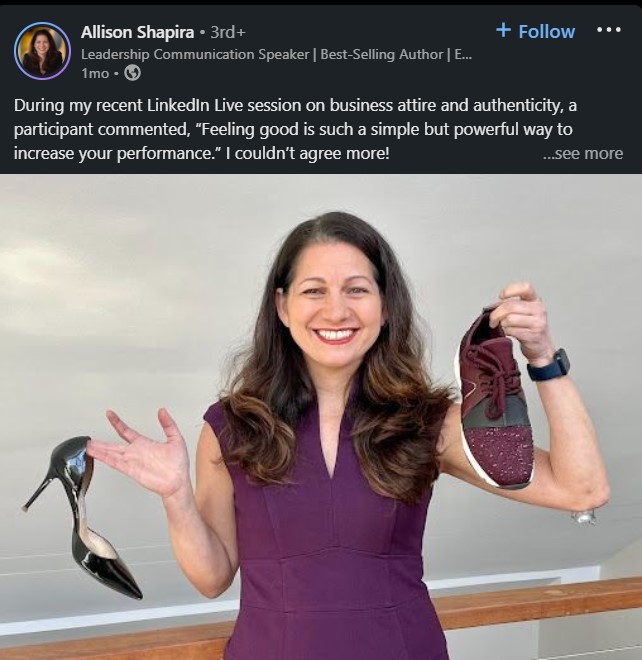 Allison Shapira • 3rd+
+ Follow
Leadership Communication Speaker | Best-Selling Author | E...
1mo •
During my recent LinkedIn Live session on business attire and authenticity, a
participant commented, “Feeling good is such a simple but powerful way to
increase your performance.” I couldn’t agree more!
...see more